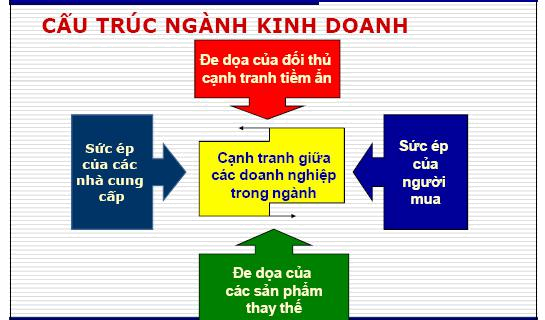 CẤU TRÚC NGÀNH KINH DOANH
Đe dọa của đối thủ
cạnh tranh tiềm ẩn
Sức ép
của các
nhà cung
cấp
Cạnh tranh giữa
các doanh nghiệp
trong ngành
Sức ép
của
người
mua
Đe dọa của
các sản phẩm
thay thế